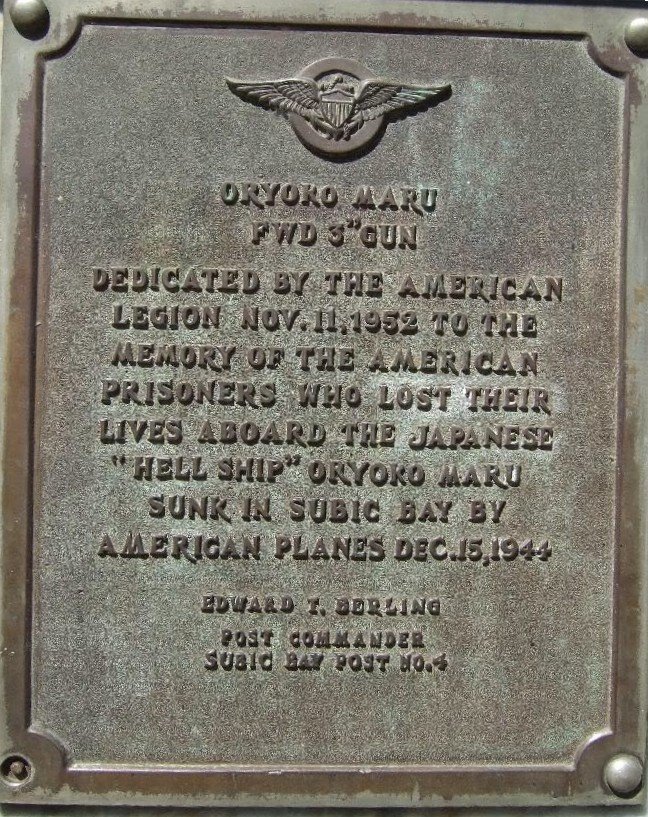 ORYOKO MARU
FWD 3" GUN
DEDICATED BY THE AMERICAN
LEGION NOV. 11, 1952 TO THE
MEMORY OF THE AMERICAN
PRISONERS WHO LOST THEIR
LIVES ABOARD THE JAPANESE
"HELL SHIP" ORYOKO MARU
SUNK IN SUBIC BAY BY
AMERICAN PLANES DEC. 15, 1944
EDWARD T. BERLING
POST COMMANDER
SUBIC BAY POST NO. 4